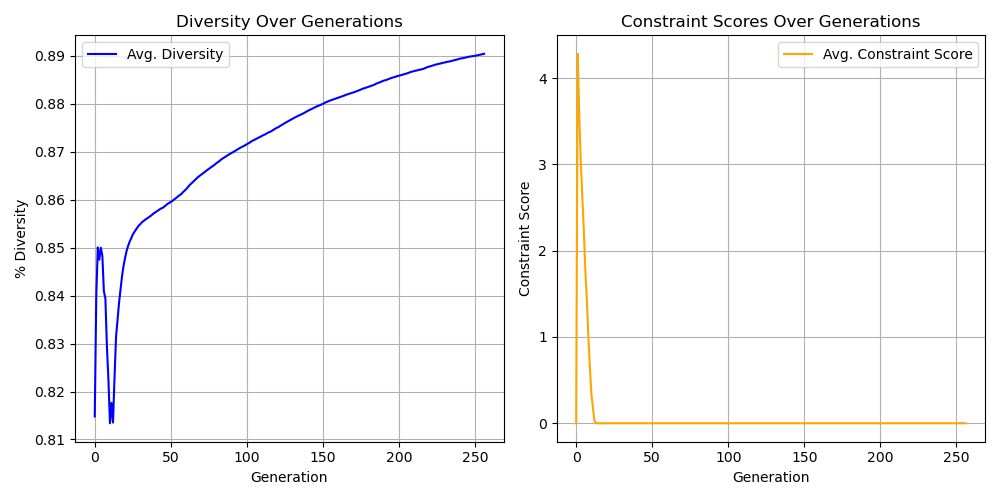 Diversity Over Generations
Avg. Diversity
% Diversity
0.89
0.88
0.87
0.86
0.85
0.84
0.83
0.82
0.81
0 50 100 150 200 250
Generation
Constraint Scores Over Generations
Avg. Constraint Score
Constraint Score
4
3
2
1
0
0 50 100 150 200 250
Generation